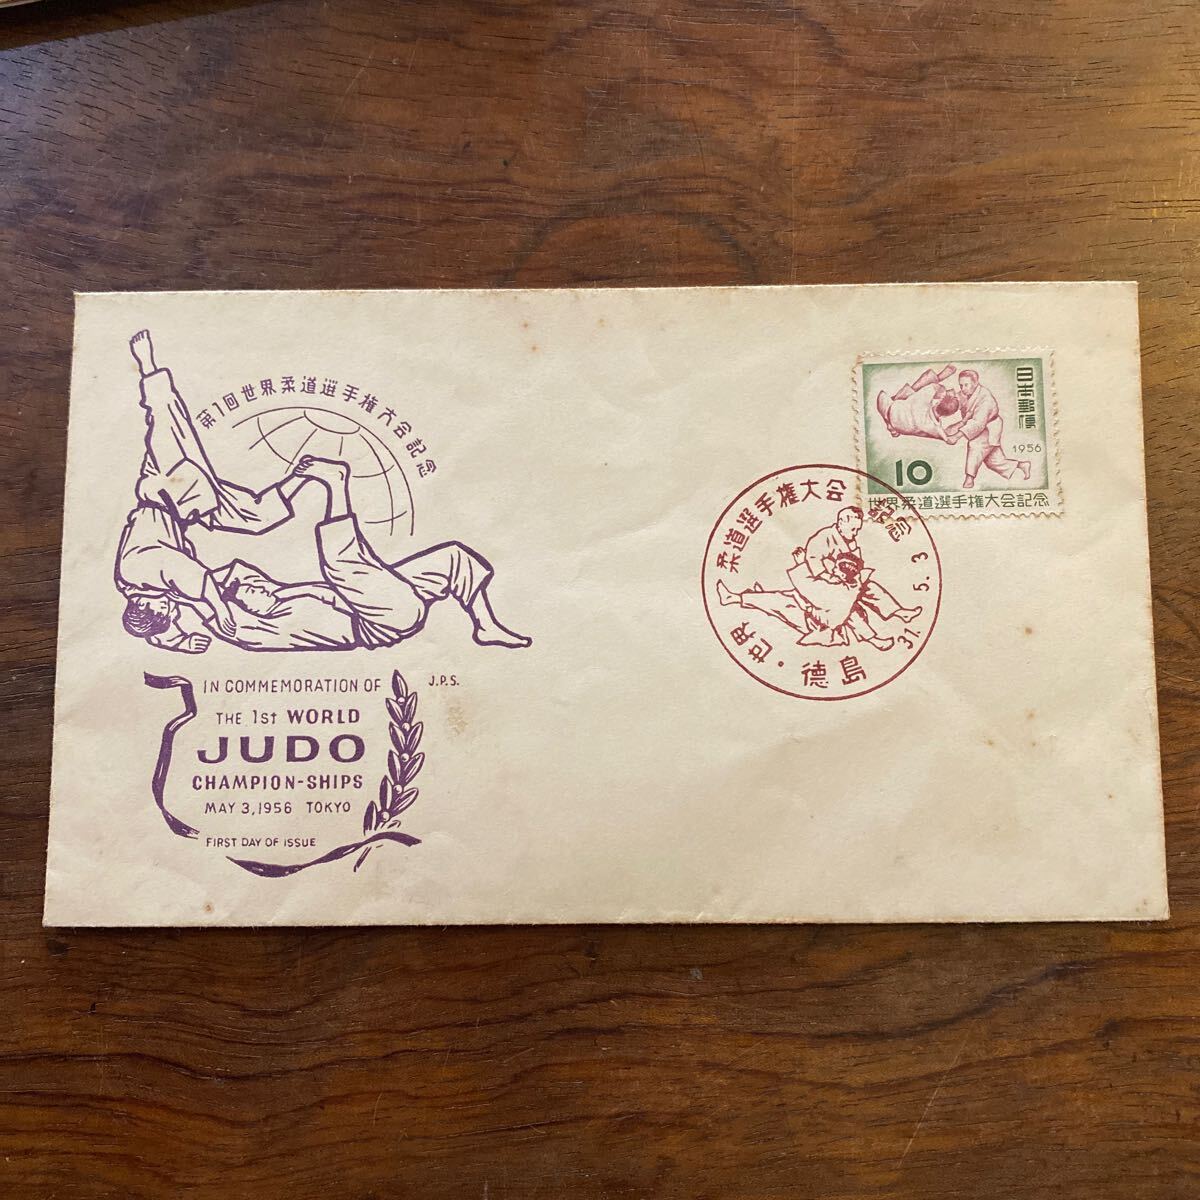 第1回世界柔道選手権大会記念
IN COMMEMORATION OF
THE 1st WORLD
JUDO
CHAMPION-SHIPS
MAY 3, 1956 TOKYO
FIRST DAY OF ISSUE
J.P.S.
日本郵便
1956
10
世界柔道選手権大会記念
世界柔道選手権大会記念
31. 5. 3
徳島